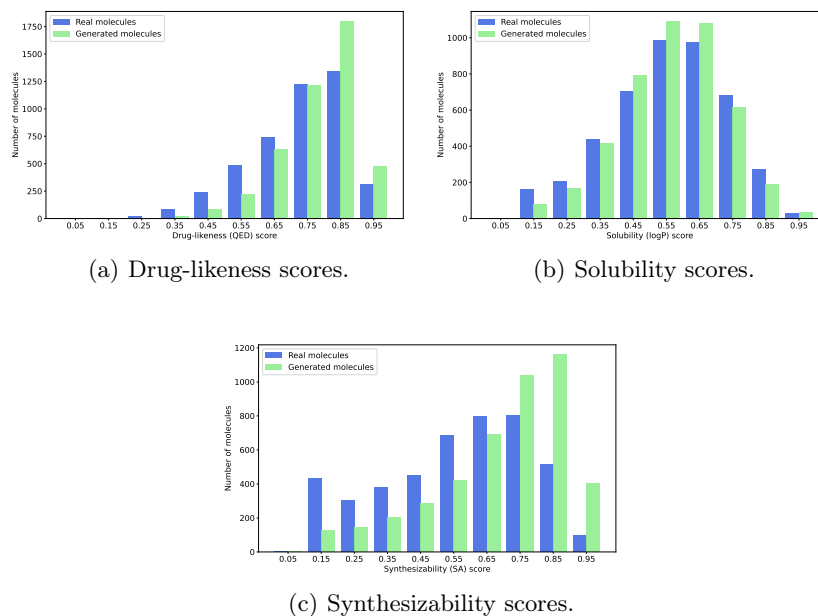 Real molecules
Generated molecules
Number of molecules
1750
1500
1250
1000
750
500
250
0
0.05 0.15 0.25 0.35 0.45 0.55 0.65 0.75 0.85 0.95
Drug-likeness (QED) score
(a) Drug-likeness scores.
Real molecules
Generated molecules
Number of molecules
1000
800
600
400
200
0
0.05 0.15 0.25 0.35 0.45 0.55 0.65 0.75 0.85 0.95
Solubility (logP) score
(b) Solubility scores.
Real molecules
Generated molecules
Number of molecules
1200
1000
800
600
400
200
0
0.05 0.15 0.25 0.35 0.45 0.55 0.65 0.75 0.85 0.95
Synthesizability (SA) score
(c) Synthesizability scores.